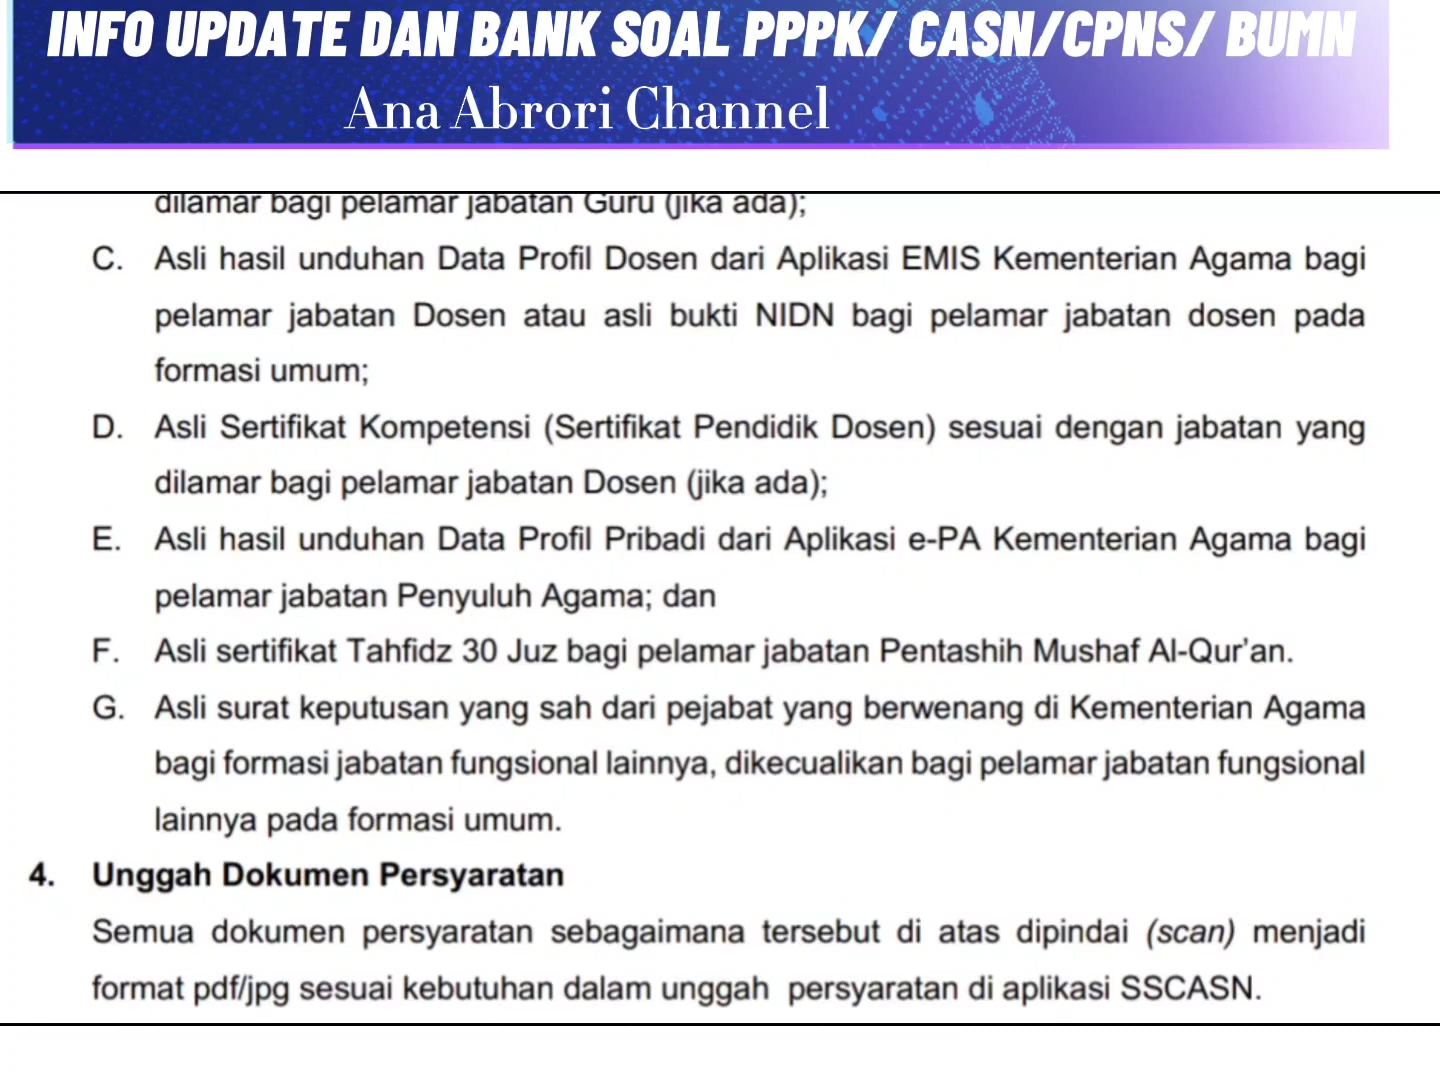 INFO UPDATE DAN BANK SOAL PPPK/ CASN/CPNS/ BUMN
Ana Abrori Channel
dilamar bagi pelamar jabatan Guru (jika ada);
C. Asli hasil unduhan Data Profil Dosen dari Aplikasi EMIS Kementerian Agama bagi
pelamar jabatan Dosen atau asli bukti NIDN bagi pelamar jabatan dosen pada
formasi umum;
D. Asli Sertifikat Kompetensi (Sertifikat Pendidik Dosen) sesuai dengan jabatan yang
dilamar bagi pelamar jabatan Dosen (jika ada);
E. Asli hasil unduhan Data Profil Pribadi dari Aplikasi e-PA Kementerian Agama bagi
pelamar jabatan Penyuluh Agama; dan
F. Asli sertifikat Tahfidz 30 Juz bagi pelamar jabatan Pentashih Mushaf Al-Qur'an.
G. Asli surat keputusan yang sah dari pejabat yang berwenang di Kementerian Agama
bagi formasi jabatan fungsional lainnya, dikecualikan bagi pelamar jabatan fungsional
lainnya pada formasi umum.
4. Unggah Dokumen Persyaratan
Semua dokumen persyaratan sebagaimana tersebut di atas dipindai (scan) menjadi
format pdf/jpg sesuai kebutuhan dalam unggah persyaratan di aplikasi SSCASN.